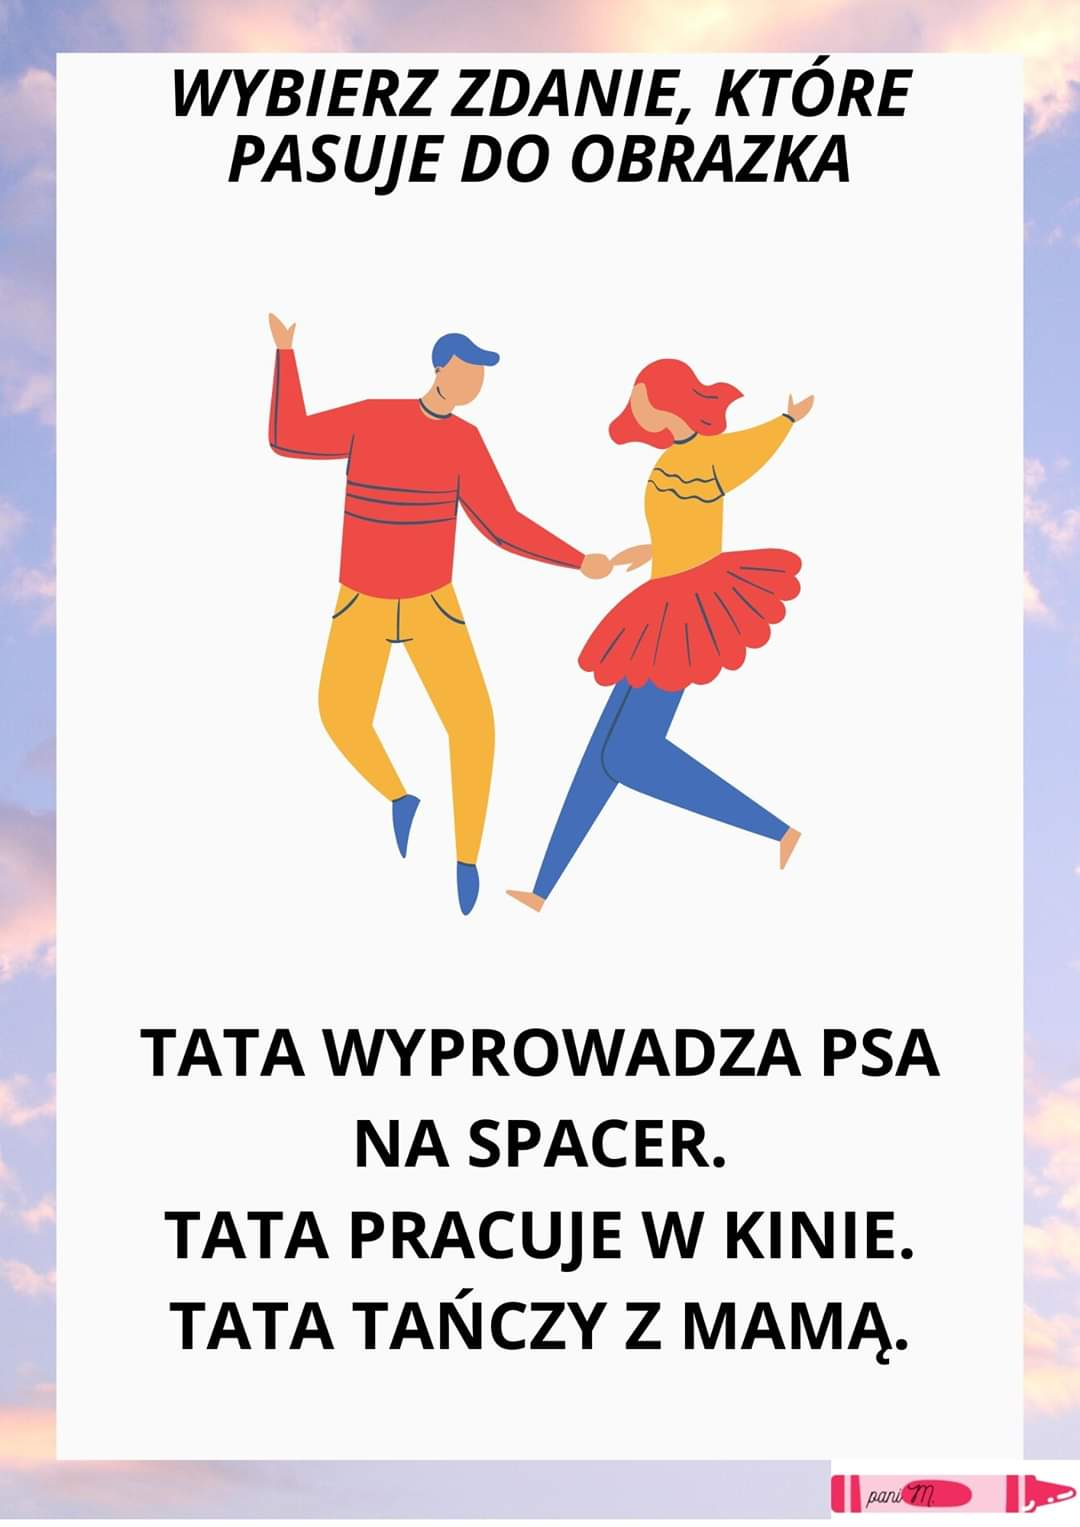 WYBIERZ ZDANIE, KTÓRE
PASUJE DO OBRAZKA
TATA WYPROWADZA PSA
NA SPACER.
TATA PRACUJE W KINIE.
TATA TAŃCZY Z MAMĄ.
pani M.